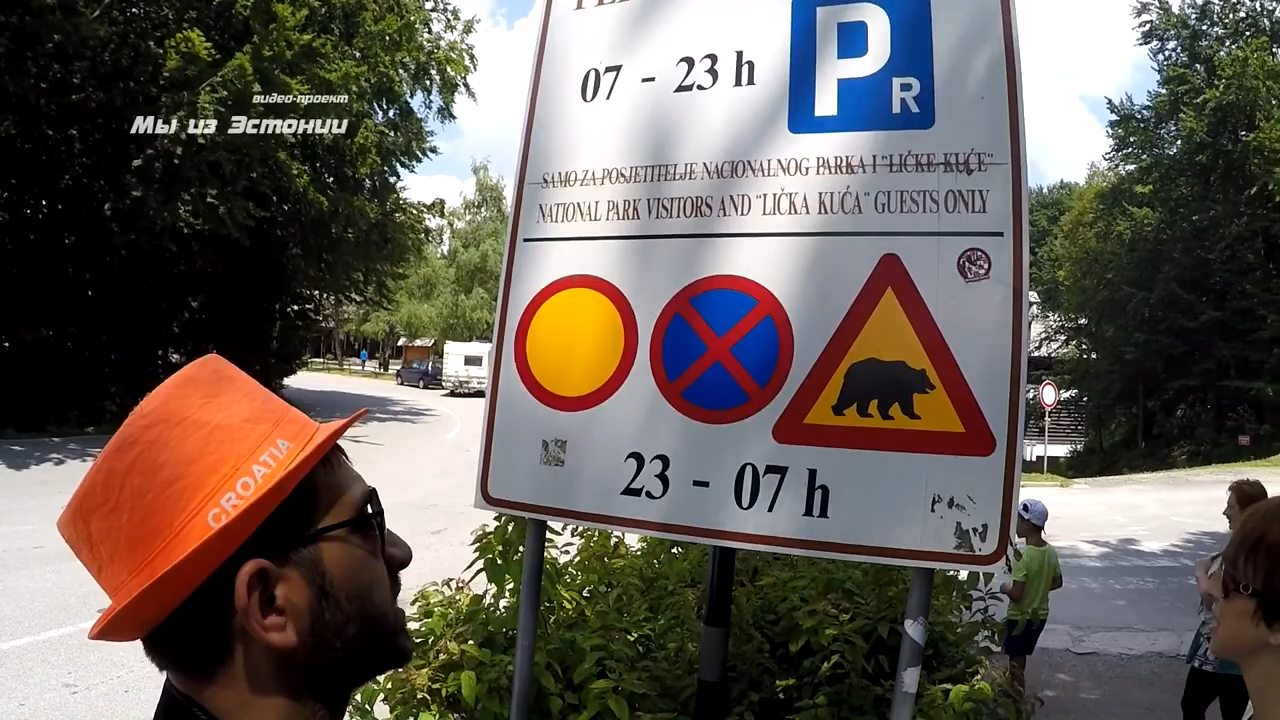 видео-проект
Мы из Эстонии
07 - 23 h
P R
SAMO ZA POSJETITELJE NACIONALNOG PARKA I "LIČKE KUĆE"
NATIONAL PARK VISITORS AND "LIČKA KUĆA" GUESTS ONLY
23 - 07 h
CROATIA